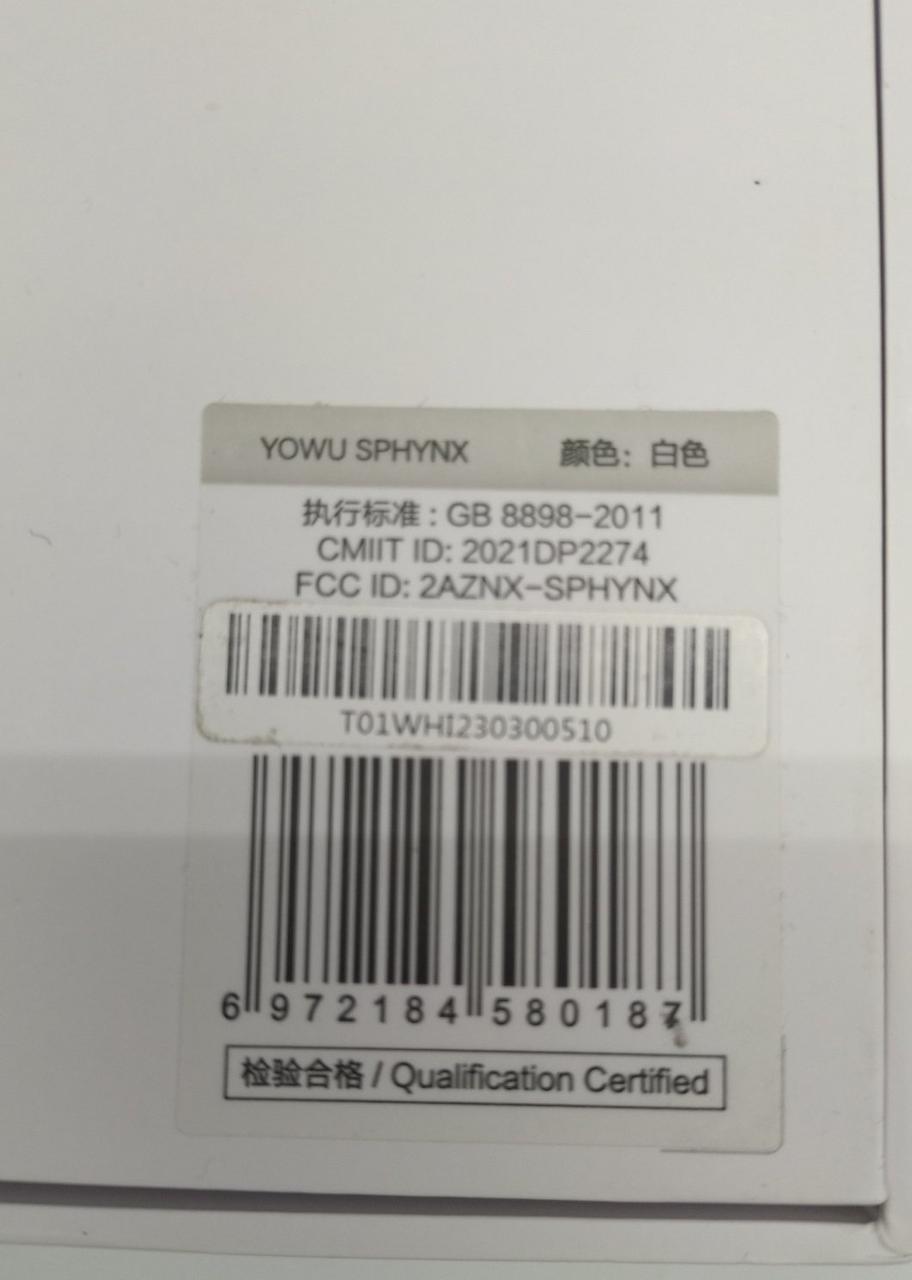 YOWU SPHYNX 颜色：白色
执行标准：GB 8898-2011
CMIIT ID: 2021DP2274
FCC ID: 2AZNX-SPHYNX
T01WHI230300510
6 972184 580187
检验合格 / Qualification Certified